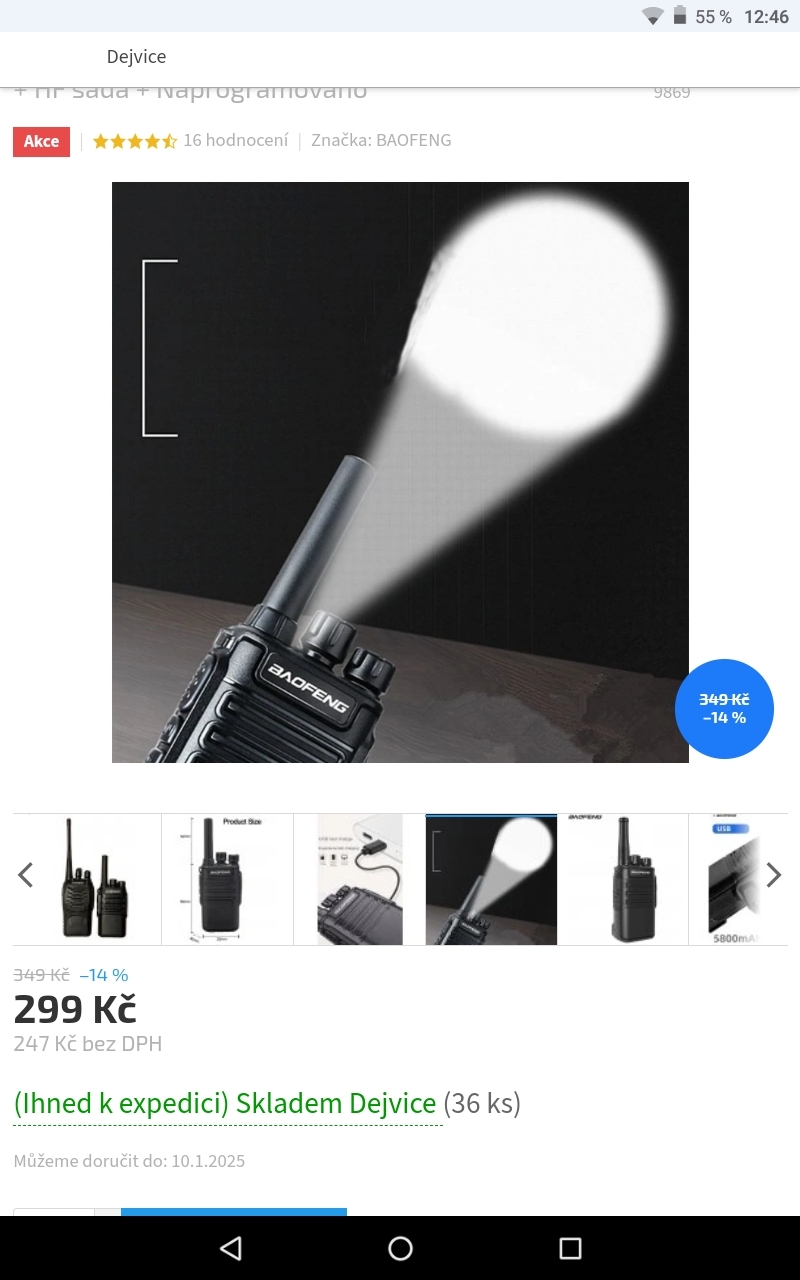 55 % 12:46
Dejvice
+ HF sada + Naprogramováno
9869
Akce
16 hodnocení
Značka: BAOFENG
BAOFENG
349 Kč
–14 %
Product Size
BAOFENG
USB
5800mA
349 Kč –14 %
299 Kč
247 Kč bez DPH
(Ihned k expedici) Skladem Dejvice (36 ks)
Můžeme doručit do: 10.1.2025